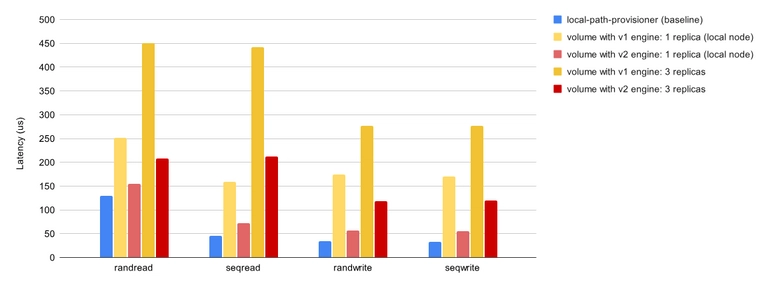 500
450
400
350
300
250
200
150
100
50
0
Latency (us)
randread
seqread
randwrite
seqwrite
local-path-provisioner (baseline)
volume with v1 engine: 1 replica (local node)
volume with v2 engine: 1 replica (local node)
volume with v1 engine: 3 replicas
volume with v2 engine: 3 replicas